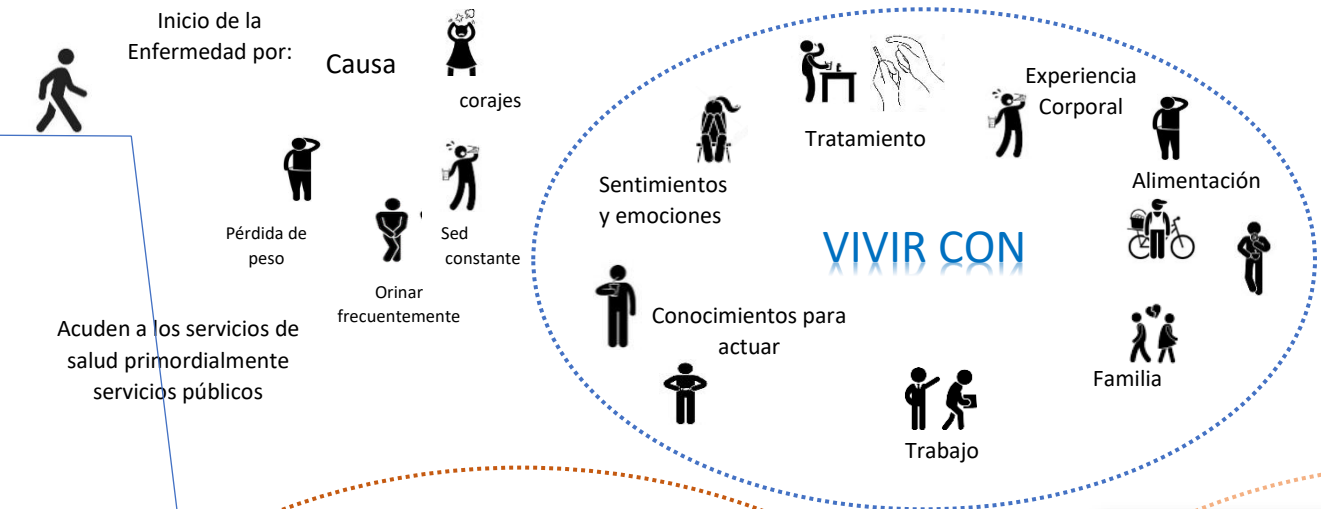 Inicio de la
Enfermedad por:
Causa
corajes
Pérdida de
peso
Sed
constante
Orinar
frecuentemente
Acuden a los servicios de
salud primordialmente
servicios públicos
Tratamiento
Experiencia
Corporal
Sentimientos
y emociones
Alimentación
VIVIR CON
Conocimientos para
actuar
Familia
Trabajo